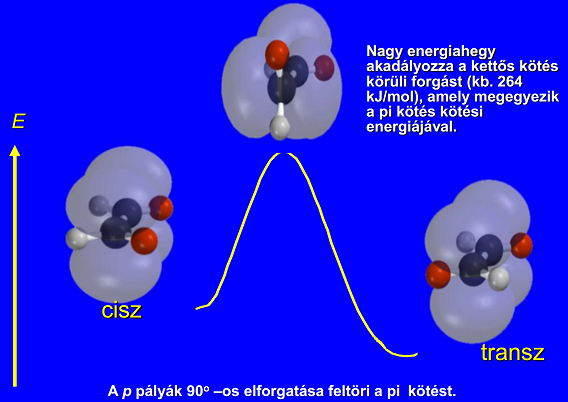 Nagy energiahegy
akadályozza a kettős kötés
körüli forgást (kb. 264
kJ/mol), amely megegyezik
a pi kötés kötési
energiájával.
E
cisz
transz
A p pályák 90º –os elforgatása feltöri a pi kötést.